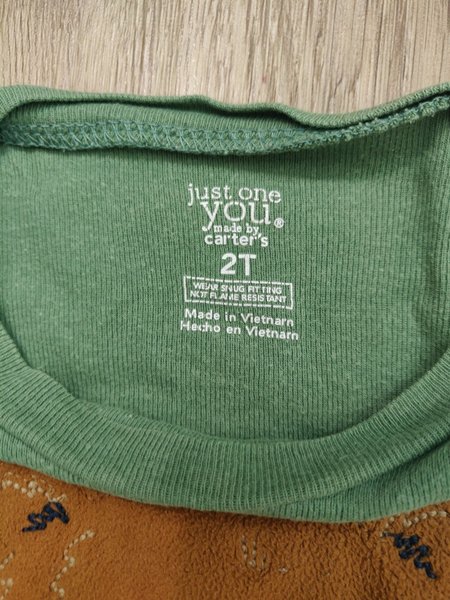 just one
you®
made by
carter's
2T
WEAR SNUG FITTING
NOT FLAME RESISTANT
Made in Vietnam
Hecho en Vietnam